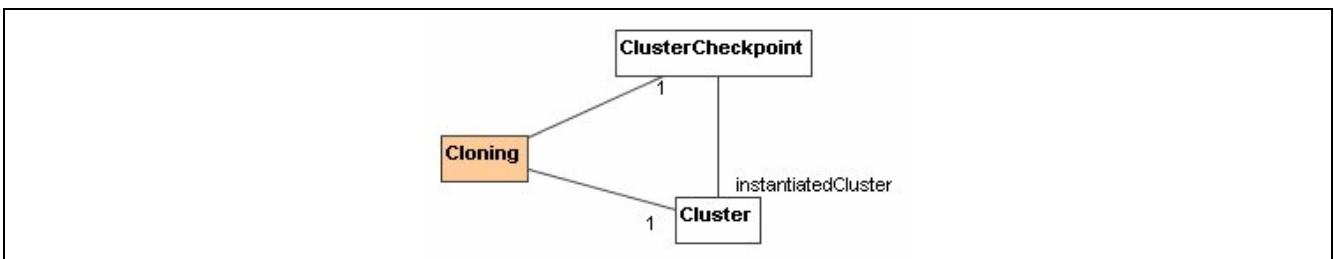 ClusterCheckpoint
1
Cloning
instantiatedCluster
1
Cluster